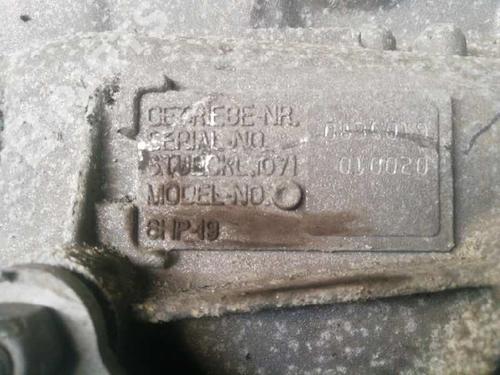 GETRIEBE-NR.
SERIAL-NO.
STUECKL.1071 010020
MODEL-NO.
6HP-19